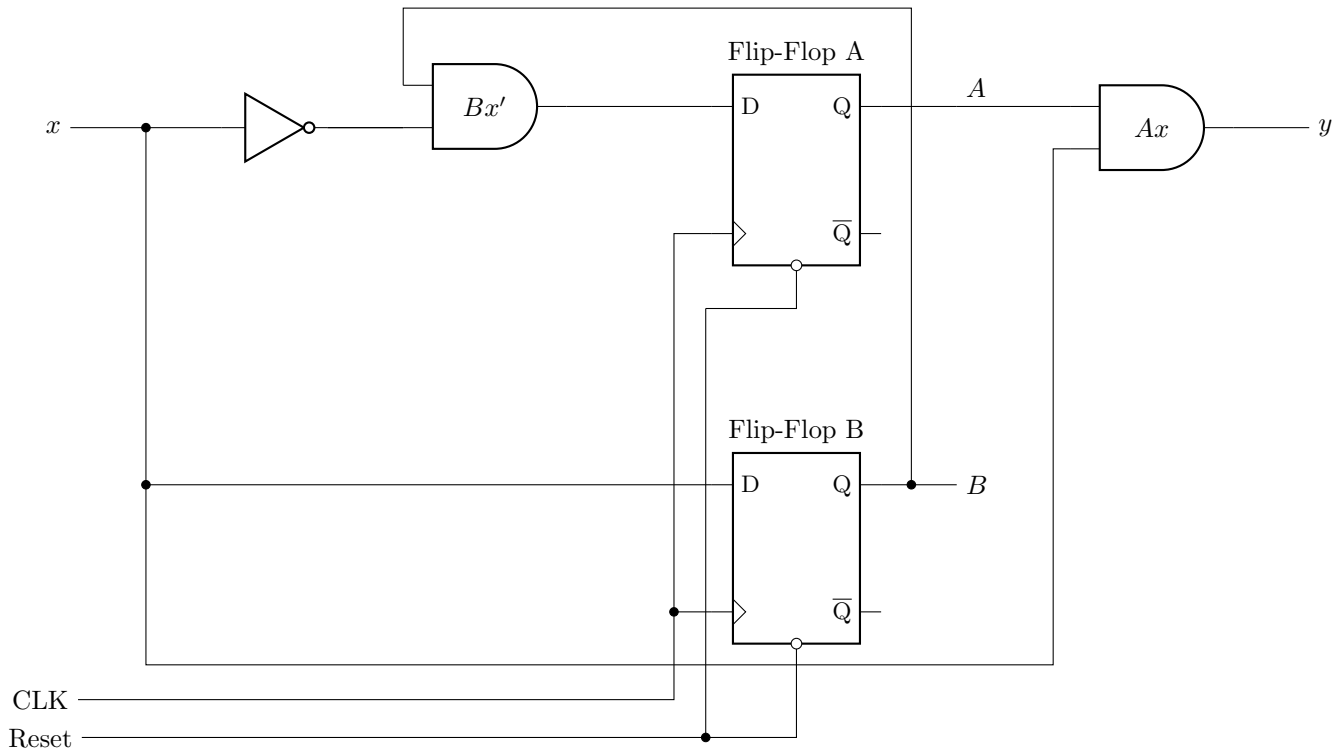 Flip-Flop A
x
Bx′
D
Q
A
Ax
y
Q̅
Flip-Flop B
D
Q
B
Q̅
CLK
Reset